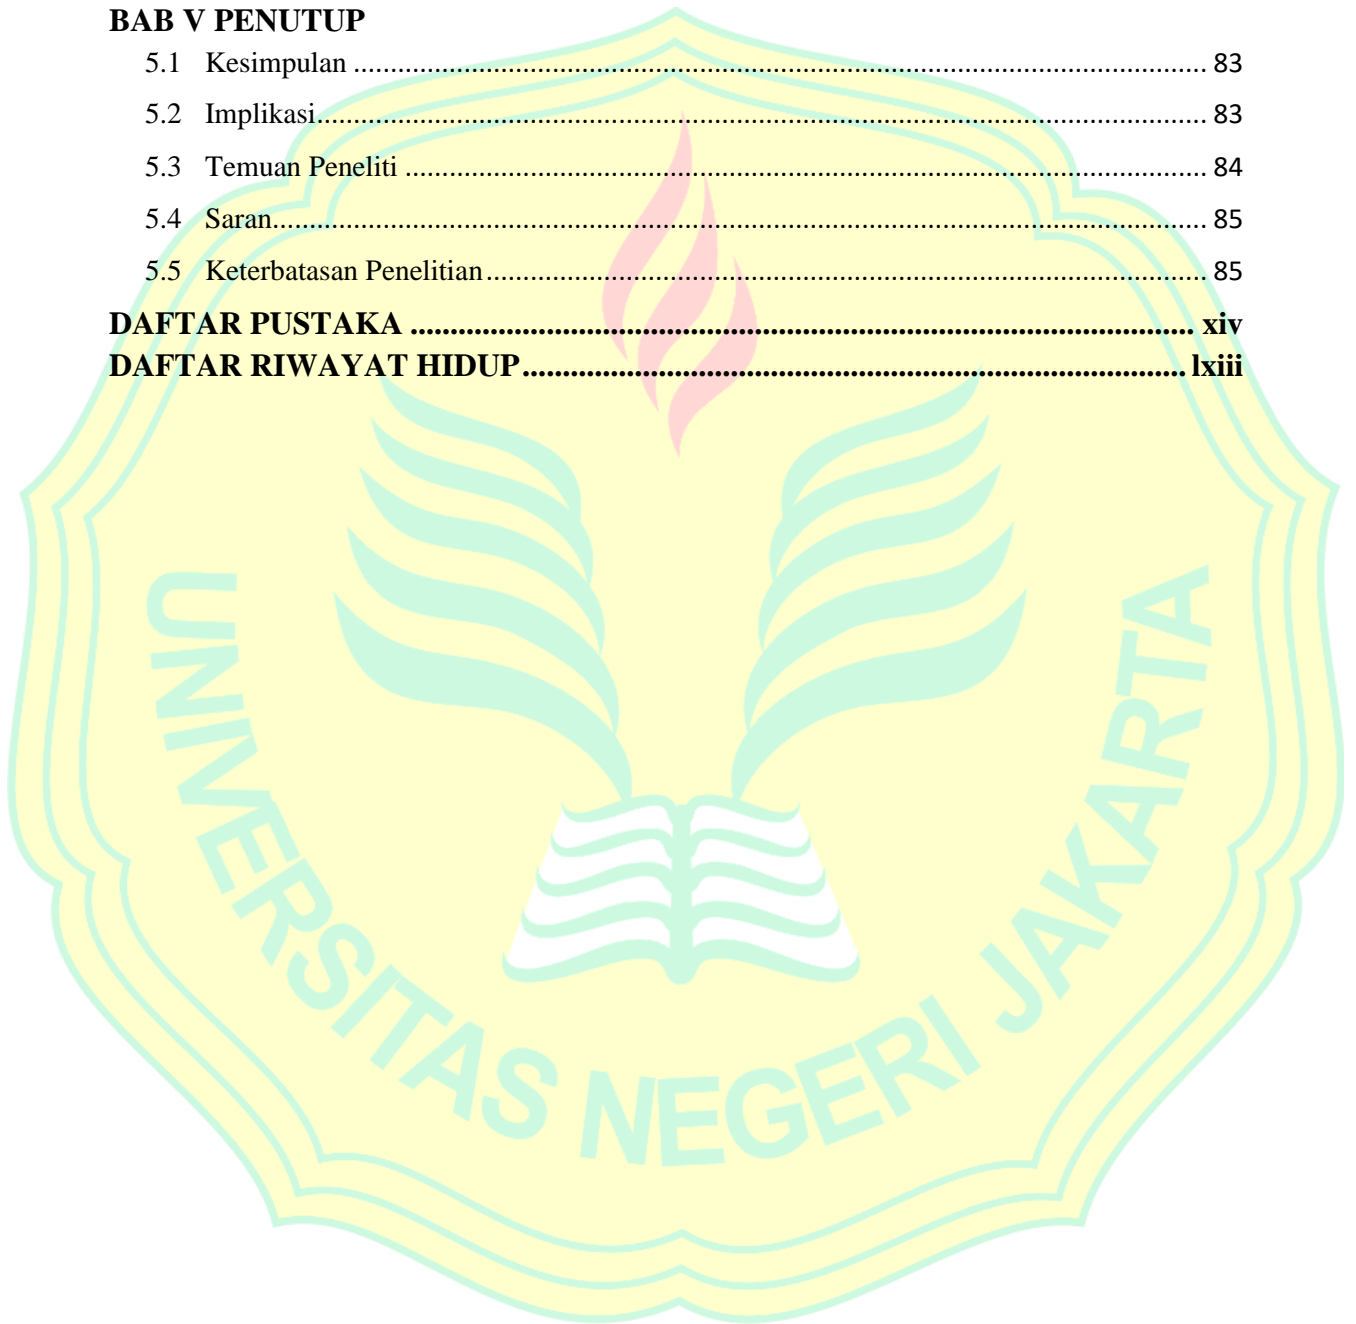 BAB V PENUTUP
5.1 Kesimpulan ........................................................................................................................ 83
5.2 Implikasi............................................................................................................................. 83
5.3 Temuan Peneliti ................................................................................................................. 84
5.4 Saran................................................................................................................................... 85
5.5 Keterbatasan Penelitian...................................................................................................... 85
DAFTAR PUSTAKA .................................................................................................... xiv
DAFTAR RIWAYAT HIDUP..................................................................................... lxiii
UNIVERSITAS NEGERI JAKARTA